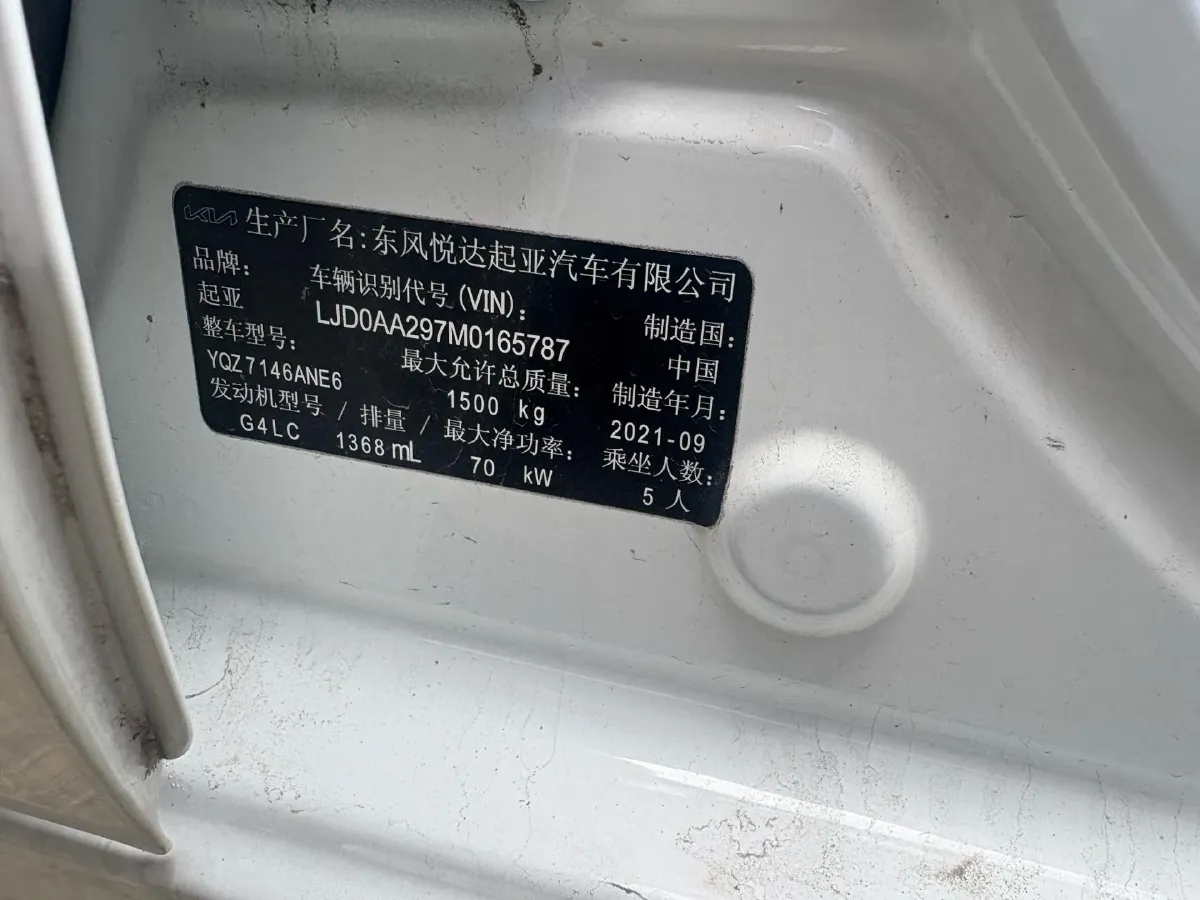 KIA 生产厂名:东风悦达起亚汽车有限公司
品牌: 车辆识别代号(VIN): 制造国:
起亚 LJD0AA297M0165787 中国
整车型号: 最大允许总质量: 制造年月:
YQZ7146ANE6 1500 kg 2021-09
发动机型号 / 排量 / 最大净功率: 乘坐人数:
G4LC 1368 mL 70 kW 5 人